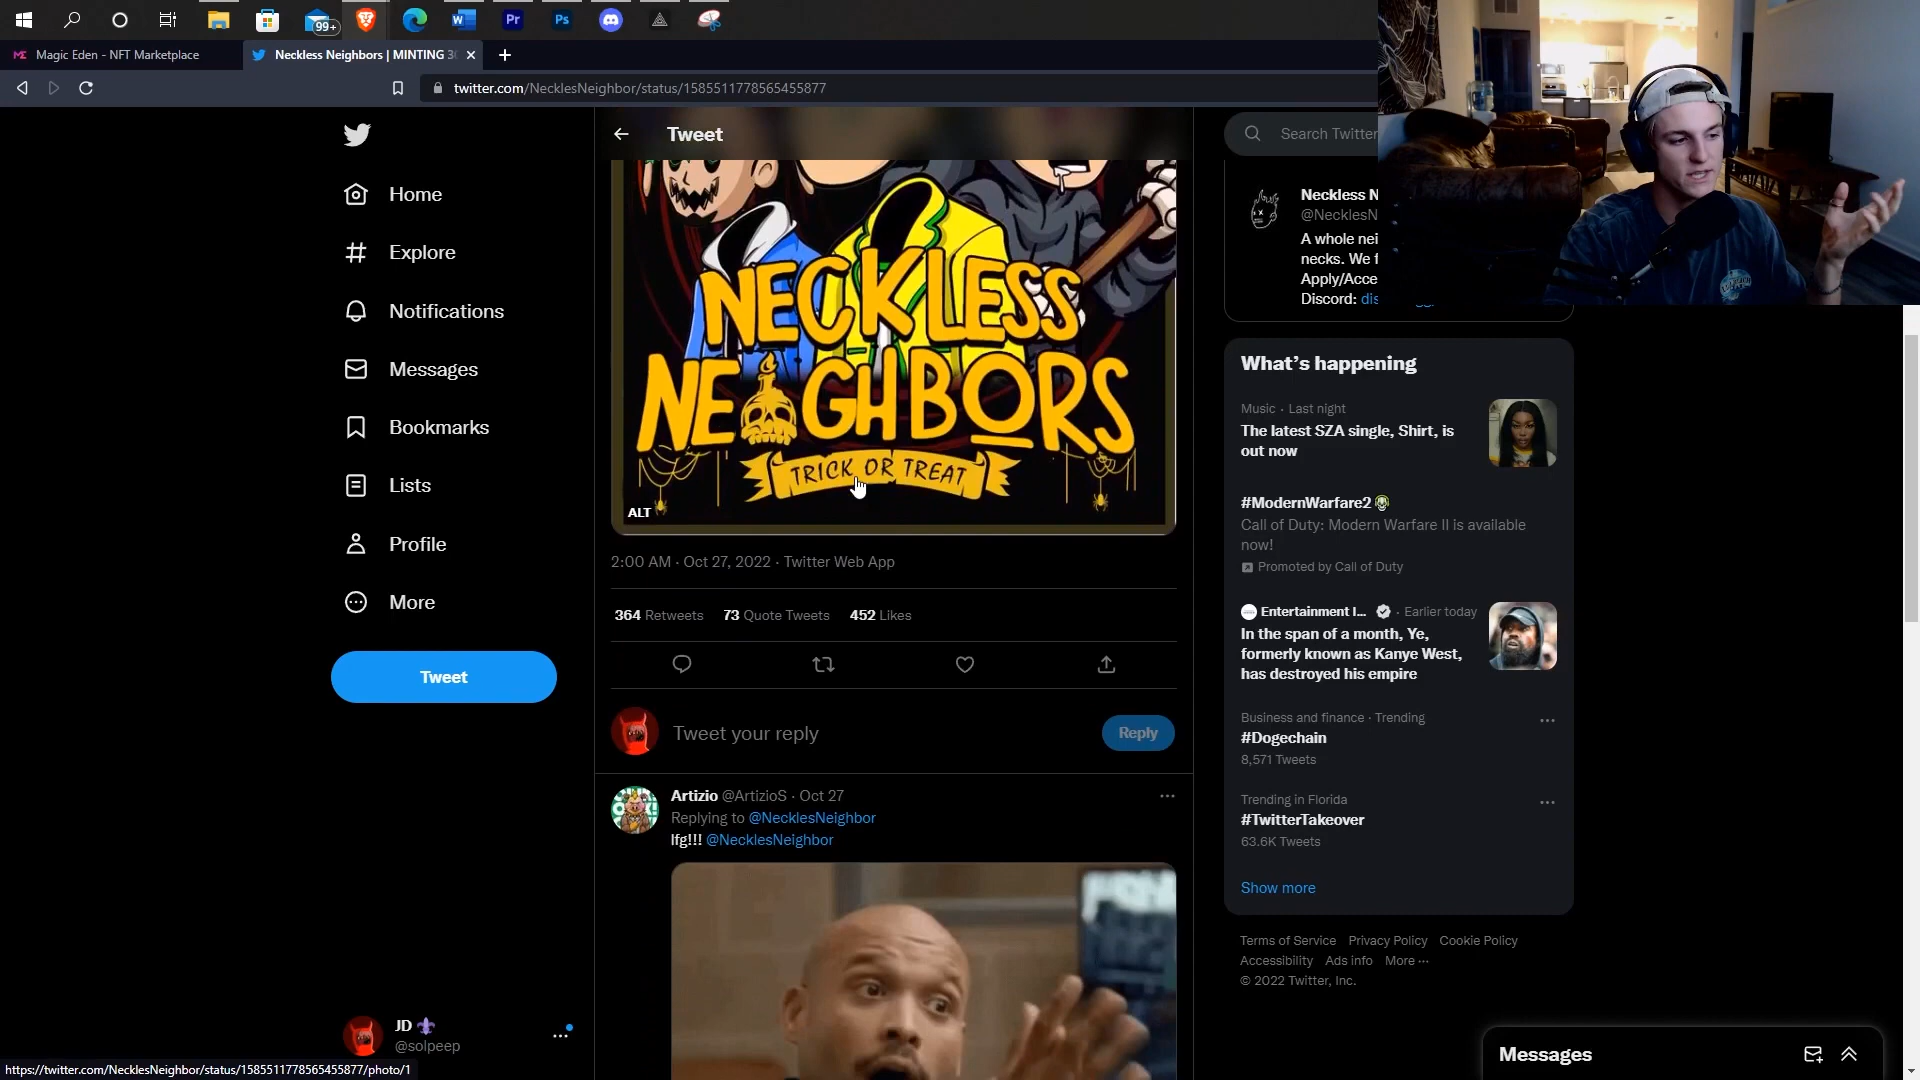 99+
W
Pr
Ps
Magic Eden - NFT Marketplace
Neckless Neighbors | MINTING 3
twitter.com/NecklesNeighbor/status/1585511778565455877
Home
Explore
Notifications
Messages
Bookmarks
Lists
Profile
More
Tweet
JD
@solpeep
https://twitter.com/NecklesNeighbor/status/1585511778565455877/photo/1
Tweet
NECKLESS
NEIGHBORS
TRICK OR TREAT
ALT
2:00 AM · Oct 27, 2022 · Twitter Web App
364 Retweets 73 Quote Tweets 452 Likes
Tweet your reply
Reply
Artizio @ArtizioS · Oct 27
Replying to @NecklesNeighbor
lfg!!! @NecklesNeighbor
Search Twitter
Neckless N
@NecklesN
A whole nei
necks. We f
Apply/Acce
Discord: dis
What's happening
Music · Last night
The latest SZA single, Shirt, is
out now
#ModernWarfare2
Call of Duty: Modern Warfare II is available
now!
Promoted by Call of Duty
Entertainment I... · Earlier today
In the span of a month, Ye,
formerly known as Kanye West,
has destroyed his empire
Business and finance · Trending
#Dogechain
8,571 Tweets
Trending in Florida
#TwitterTakeover
63.6K Tweets
Show more
Terms of Service Privacy Policy Cookie Policy
Accessibility Ads info More ···
© 2022 Twitter, Inc.
Messages